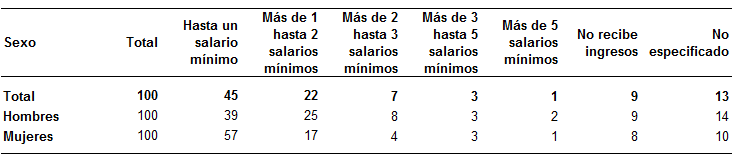 Sexo Total Hasta un salario mínimo Más de 1 hasta 2 salarios mínimos Más de 2 hasta 3 salarios mínimos Más de 3 hasta 5 salarios mínimos Más de 5 salarios mínimos No recibe ingresos No especificado
Total 100 45 22 7 3 1 9 13
Hombres 100 39 25 8 3 2 9 14
Mujeres 100 57 17 4 3 1 8 10